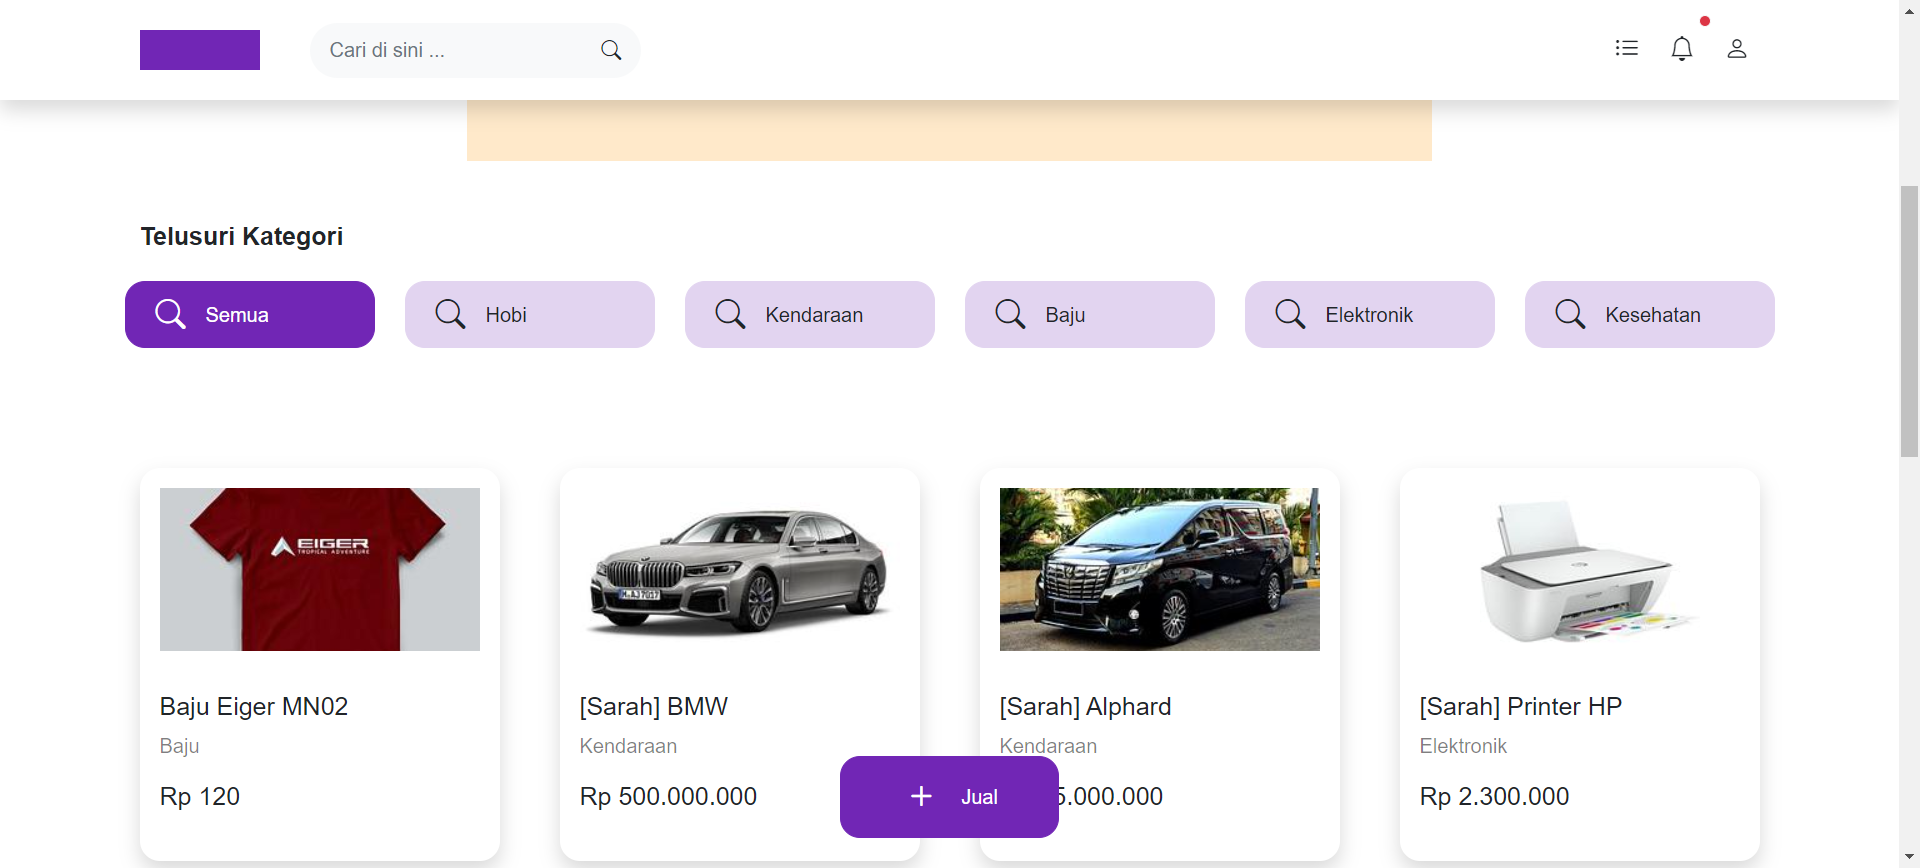 Cari di sini ...
Telusuri Kategori
Semua
Hobi
Kendaraan
Baju
Elektronik
Kesehatan
EIGER
TROPICAL ADVENTURE
Baju Eiger MN02
Baju
Rp 120
[Sarah] BMW
Kendaraan
Rp 500.000.000
[Sarah] Alphard
Kendaraan
5.000.000
[Sarah] Printer HP
Elektronik
Rp 2.300.000
+ Jual